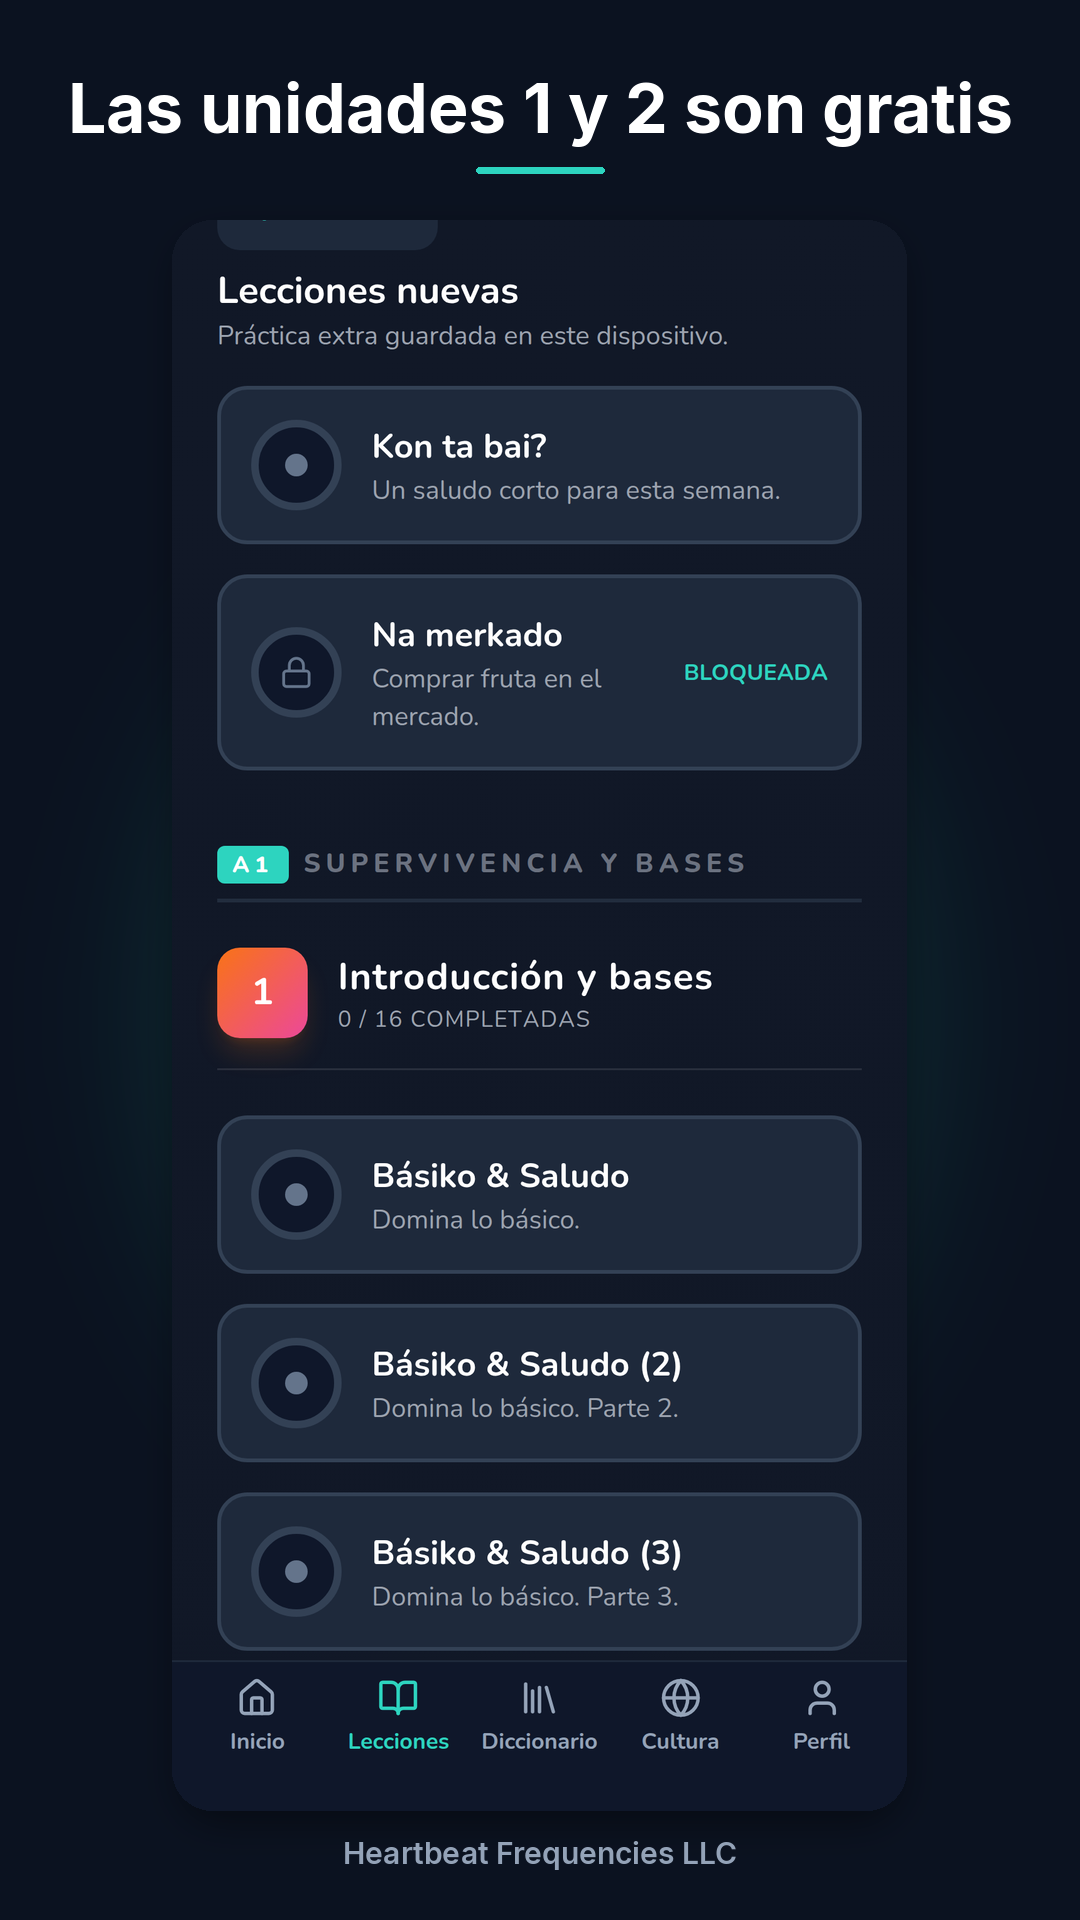 Las unidades 1 y 2 son gratis
Lecciones nuevas
Práctica extra guardada en este dispositivo.
Kon ta bai?
Un saludo corto para esta semana.
Na merkado
Comprar fruta en el
mercado.
BLOQUEADA
A1 SUPERVIVENCIA Y BASES
1
Introducción y bases
0 / 16 COMPLETADAS
Básiko & Saludo
Domina lo básico.
Básiko & Saludo (2)
Domina lo básico. Parte 2.
Básiko & Saludo (3)
Domina lo básico. Parte 3.
Inicio Lecciones Diccionario Cultura Perfil
Heartbeat Frequencies LLC